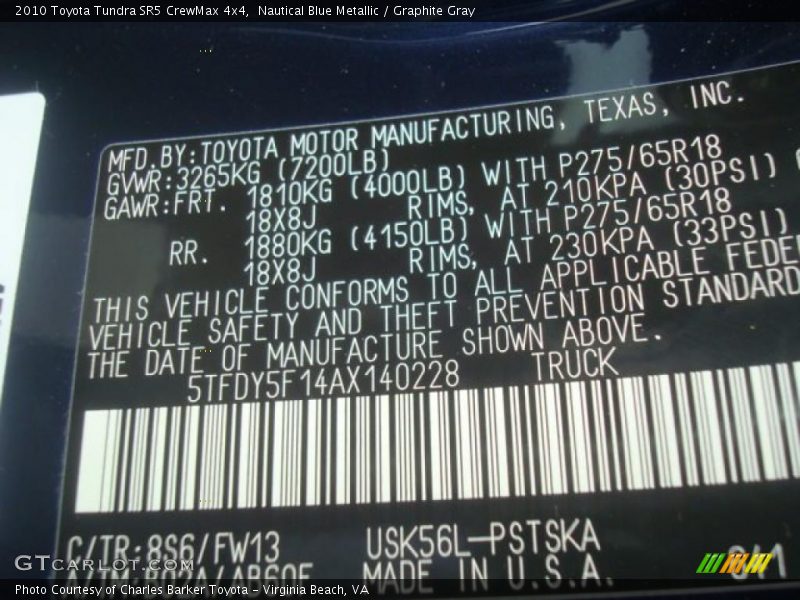 2010 Toyota Tundra SR5 CrewMax 4x4,  Nautical Blue Metallic / Graphite Gray
MFD.BY:TOYOTA MOTOR MANUFACTURING, TEXAS, INC.
GVWR:3265KG (7200LB)
GAWR:FRT. 1810KG (4000LB) WITH P275/65R18
18X8J RIMS, AT 210KPA (30PSI)
RR. 1880KG (4150LB) WITH P275/65R18
18X8J RIMS, AT 230KPA (33PSI)
THIS VEHICLE CONFORMS TO ALL APPLICABLE FEDE
VEHICLE SAFETY AND THEFT PREVENTION STANDARD
THE DATE OF MANUFACTURE SHOWN ABOVE.
5TFDY5F14AX140228 TRUCK
C/TR:8S6/FW13 USK56L-PSTSKA
MADE IN U.S.A.
GTcarlot.com
Photo Courtesy of Charles Barker Toyota - Virginia Beach, VA